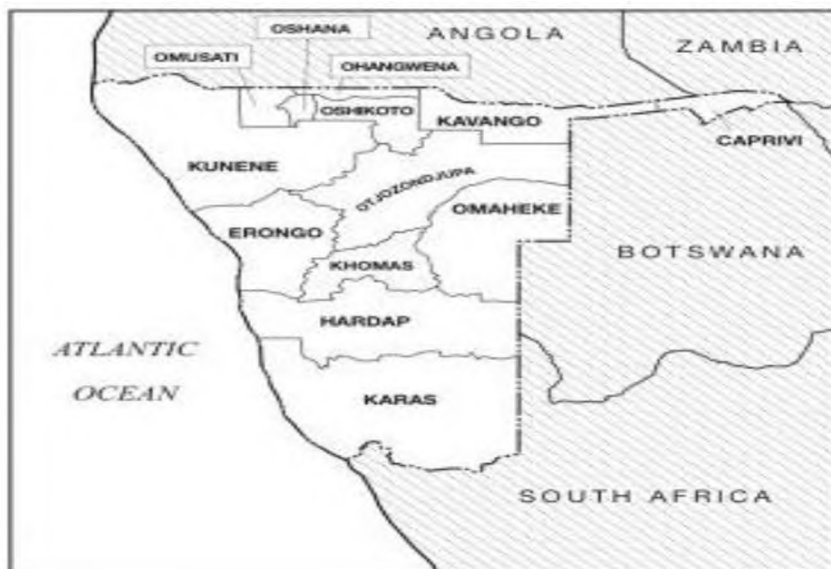 OSHANA
ANGOLA
ZAMBIA
OMUSATI
OHANGWENA
OSHIKOTO
KAVANGO
CAPRIVI
KUNENE
OTJOZONDJUPA
OMAHEKE
ERONGO
BOTSWANA
KHOMAS
HARDAP
ATLANTIC
OCEAN
KARAS
SOUTH AFRICA